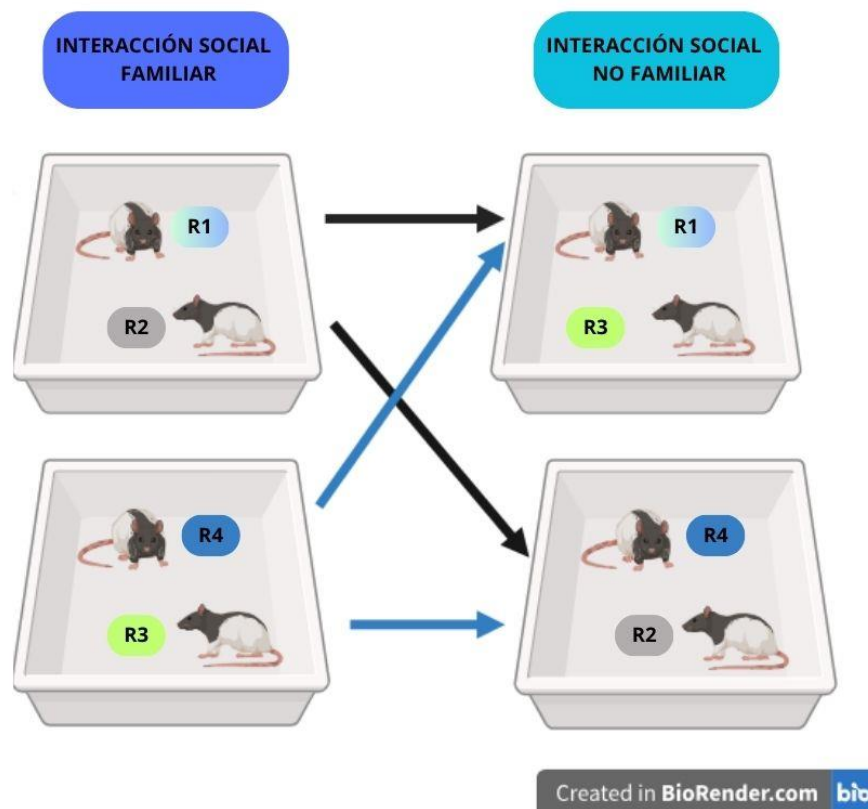 INTERACCIÓN SOCIAL
FAMILIAR
INTERACCIÓN SOCIAL
NO FAMILIAR
R1
R2
R1
R3
R4
R3
R4
R2
Created in BioRender.com